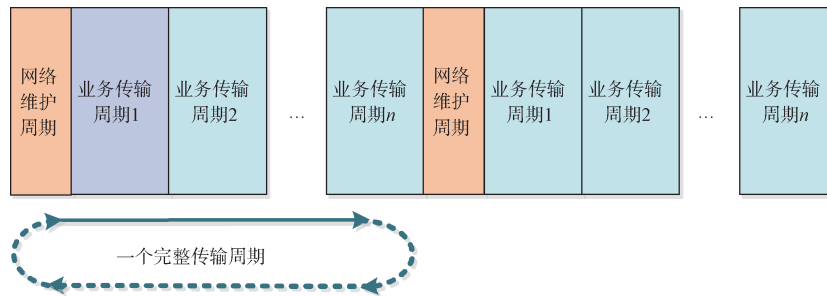 网络
维护
周期
业务传输
周期1
业务传输
周期2
...
业务传输
周期n
网络
维护
周期
业务传输
周期1
业务传输
周期2
...
业务传输
周期n
一个完整传输周期